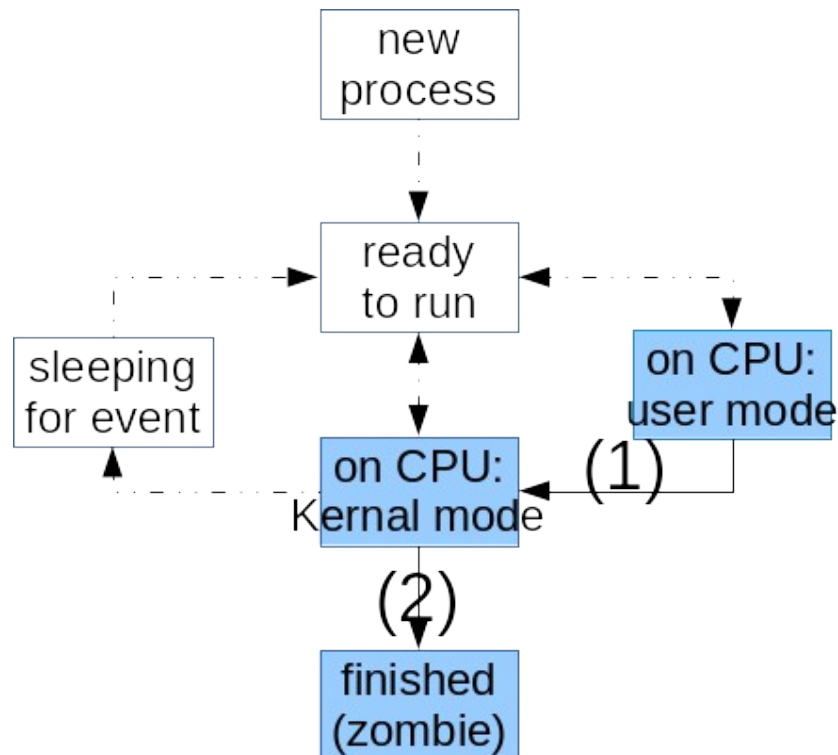 new
process
ready
to run
sleeping
for event
on CPU:
user mode
on CPU:
Kernal mode
(1)
(2)
finished
(zombie)